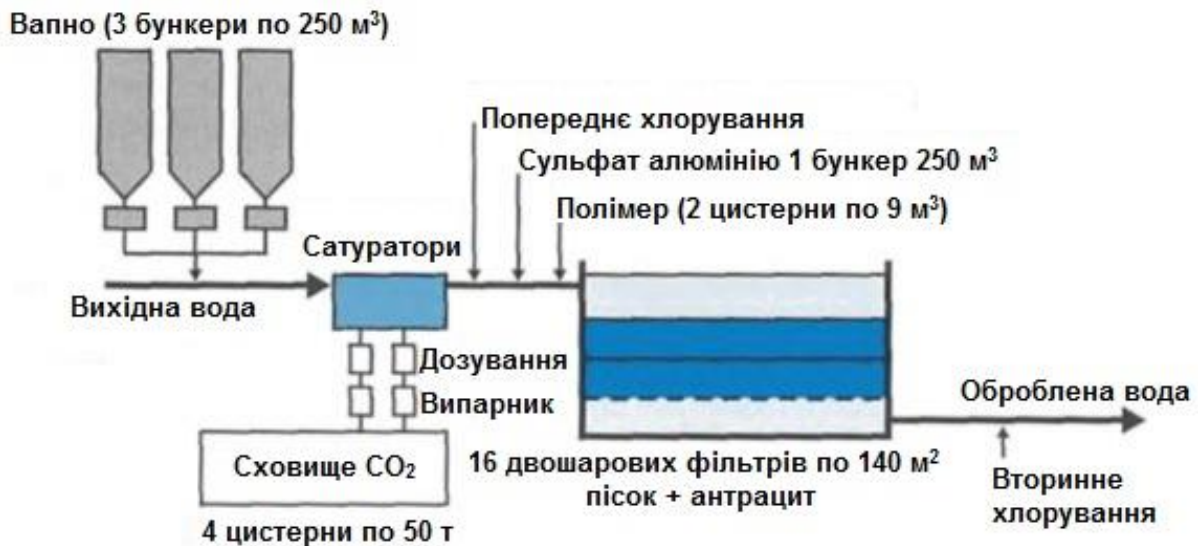 Вапно (3 бункери по 250 м³)
Попереднє хлорування
Сульфат алюмінію 1 бункер 250 м³
Полімер (2 цистерни по 9 м³)
Сатуратори
Вихідна вода
Дозування
Випарник
Оброблена вода
Сховище CO₂
16 двошарових фільтрів по 140 м²
пісок + антрацит
Вторинне
хлорування
4 цистерни по 50 т